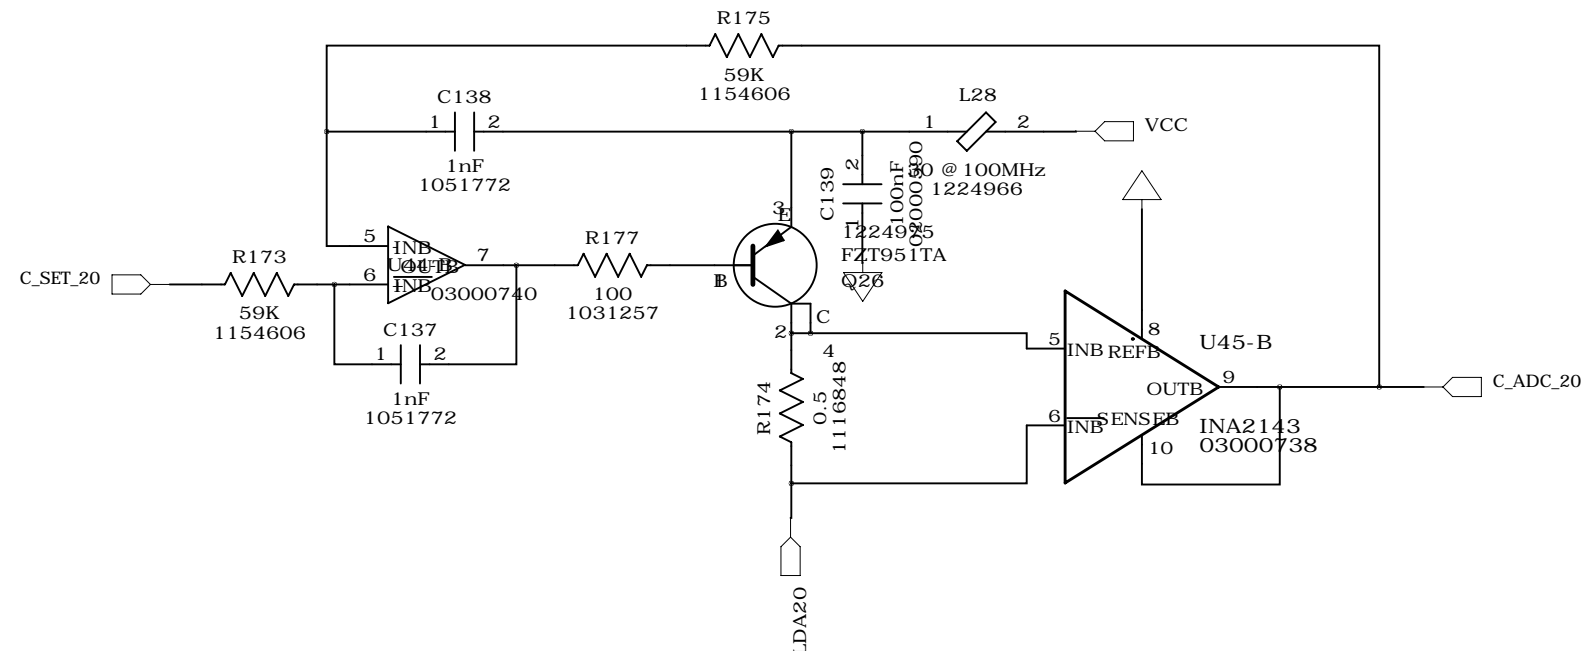 R175
59K
1154606
C138
1
2
1nF
1051772
L28
1
2
VCC
@ 100MHz
1224966
C139
2
1
100nF
3
E
1224975
FZT951TA
Q26
C_SET_20
R173
59K
1154606
5
INB
6
INB
U44-B
OUTB
7
03000740
C137
1
2
1nF
1051772
R177
100
1031257
B
C
2
4
R174
0.5
1116848
LDA20
5
INB
REFB
8
U45-B
OUTB
9
C_ADC_20
6
INB
SENSEB
10
INA2143
03000738